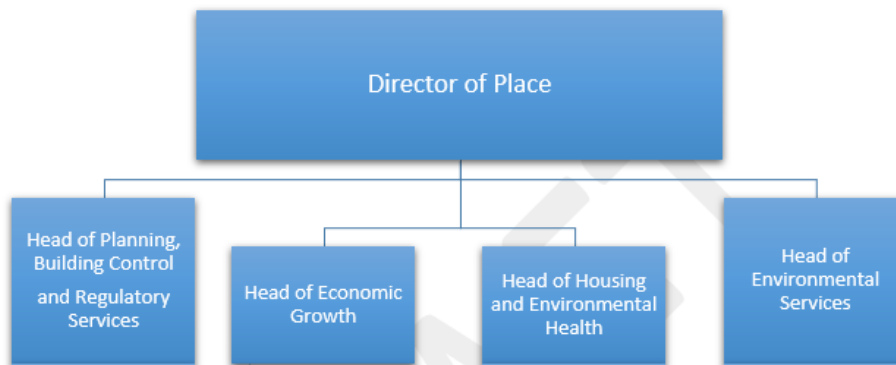 Director of Place
Head of Planning,
Building Control
and Regulatory
Services
Head of Economic
Growth
Head of Housing
and Environmental
Health
Head of
Environmental
Services